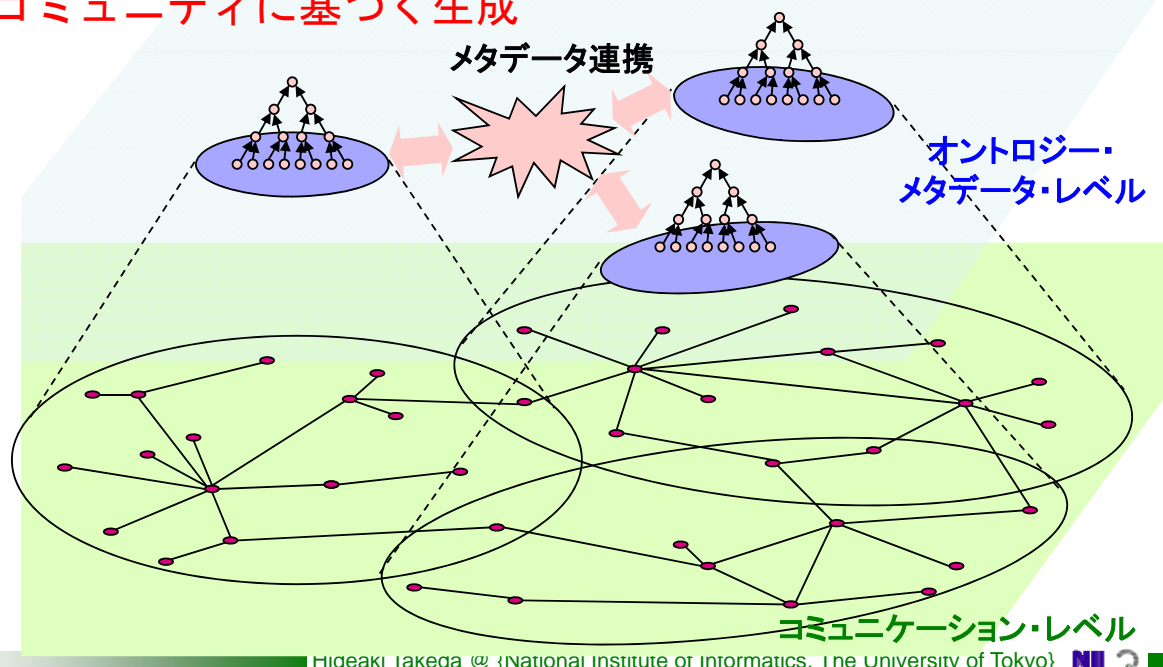 コミュニティに基づく生成
メタデータ連携
オントロジー・
メタデータ・レベル
コミュニケーション・レベル
Hideaki Takeda @ {National Institute of Informatics, The University of Tokyo}
NII